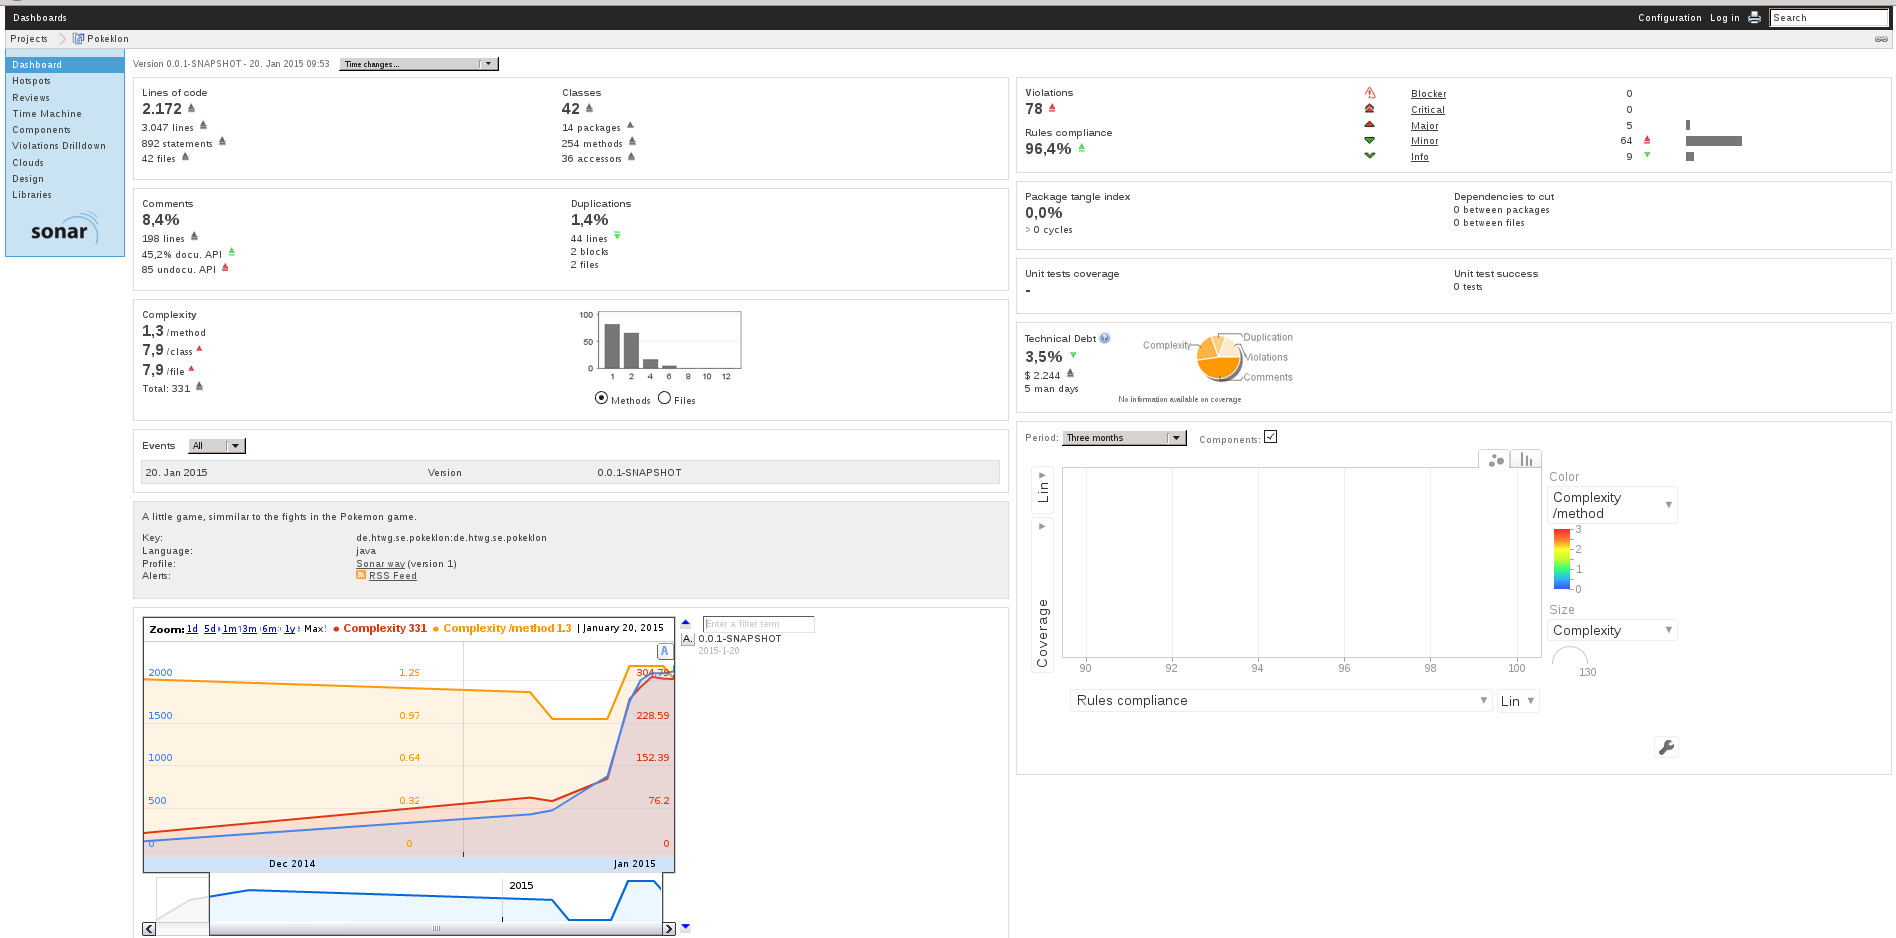 Dashboards
Configuration Log in Search
Projects Pokeklon
Dashboard
Hotspots
Reviews
Time Machine
Components
Violations Drilldown
Clouds
Design
Libraries
sonar
Version 0.0.1-SNAPSHOT - 20. Jan 2015 09:53 Time changes...
Lines of code
2.172
3.047 lines
892 statements
42 files
Classes
42
14 packages
254 methods
36 accessors
Comments
8,4%
198 lines
45,2% docu. API
85 undocu. API
Duplications
1,4%
44 lines
2 blocks
2 files
Complexity
1,3 /method
7,9 /class
7,9 /file
Total: 331
100
50
0
1 2 4 6 8 10 12
Methods Files
Events All
20. Jan 2015 Version 0.0.1-SNAPSHOT
A little game, simmilar to the fights in the Pokemon game.
Key: de.htwg.se.pokeklon:de.htwg.se.pokeklon
Language: java
Profile: Sonar way (version 1)
Alerts: RSS Feed
Zoom: 1d 5d 1m 3m 6m 1y Max Complexity 331 Complexity /method 1.3 | January 20, 2015
A
2000 1.29 304.79
1500 0.97 228.59
1000 0.64 152.39
500 0.32 76.2
0 0 0
Dec 2014 Jan 2015
2015
Enter a filter term
A. 0.0.1-SNAPSHOT
2015-1-20
Violations
78
Rules compliance
96,4%
Blocker 0
Critical 0
Major 5
Minor 64
Info 9
Package tangle index
0,0%
> 0 cycles
Dependencies to cut
0 between packages
0 between files
Unit tests coverage
-
Unit test success
0 tests
Technical Debt ?
3,5%
$ 2.244
5 man days
Complexity
Duplication
Violations
Comments
No information available on coverage
Period: Three months Components:
Lin
Coverage
90 92 94 96 98 100
Rules compliance Lin
Color
Complexity
/method
3
2
1
0
Size
Complexity
130